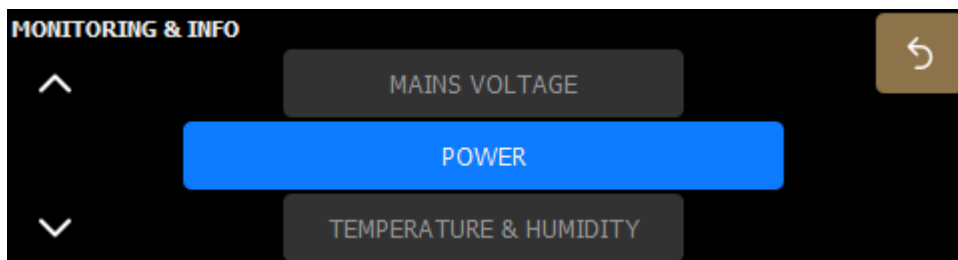 MONITORING & INFO
MAINS VOLTAGE
POWER
TEMPERATURE & HUMIDITY